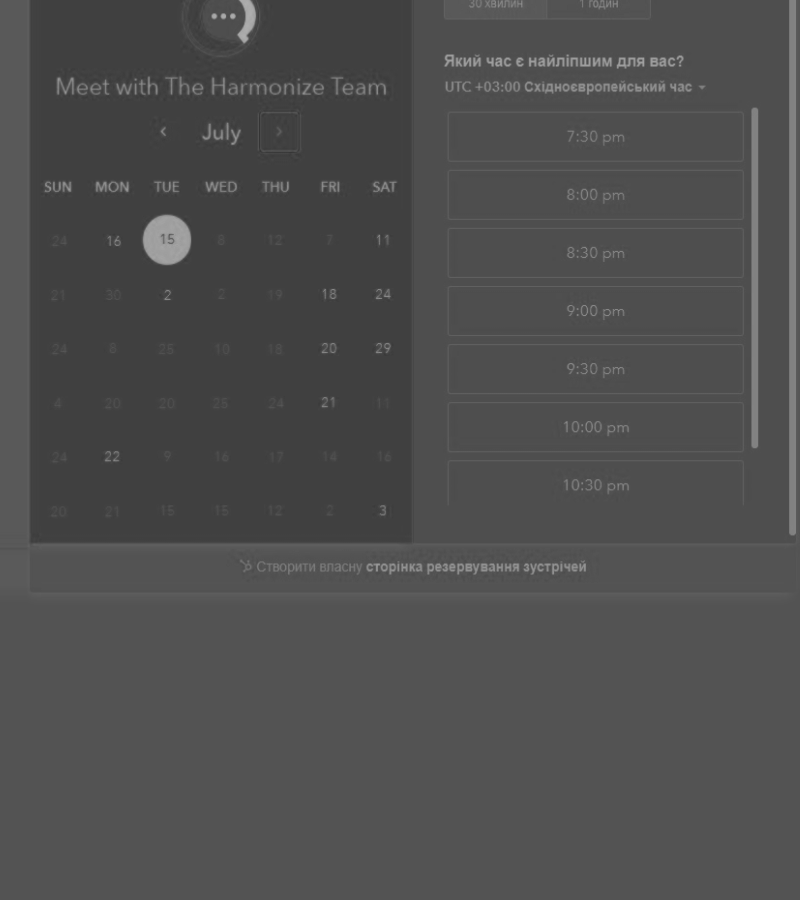 30 хвилин 1 годин
Meet with The Harmonize Team
July
SUN MON TUE WED THU FRI SAT
24 16 15 8 12 7 11
21 30 2 2 19 18 24
24 8 25 10 18 20 29
4 20 20 25 24 21 11
24 22 9 16 17 14 16
20 21 15 15 12 2 3
Який час є найліпшим для вас?
UTC +03:00 Східноєвропейський час
7:30 pm
8:00 pm
8:30 pm
9:00 pm
9:30 pm
10:00 pm
10:30 pm
Створити власну сторінка резервування зустрічей